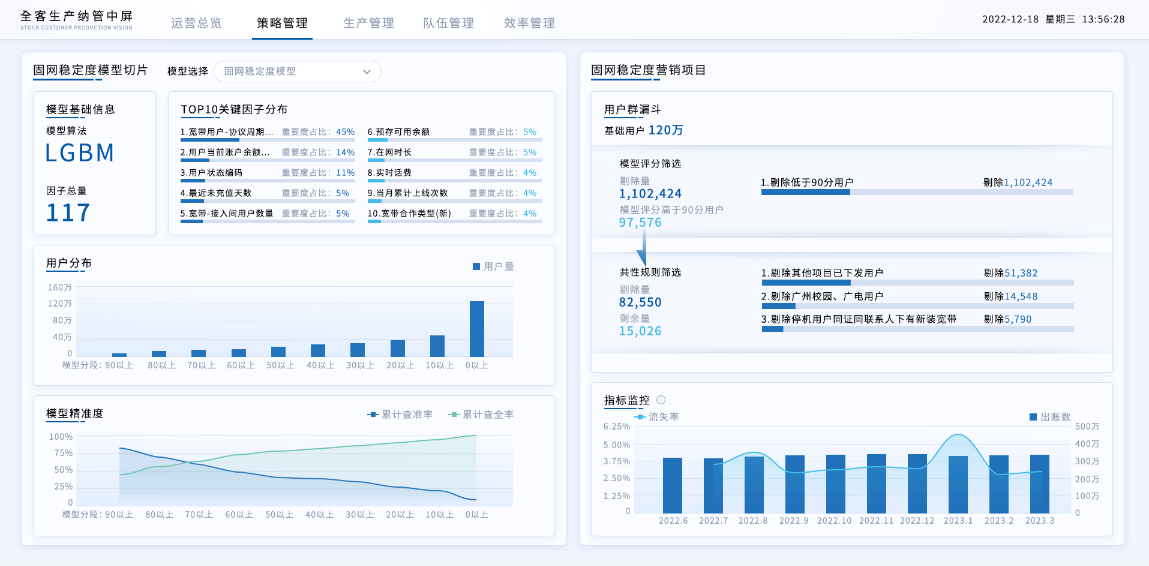 全客生产纳管中屏
STOCK CUSTOMER PRODUCTION VISION
运营总览 策略管理 生产管理 队伍管理 效率管理
2022-12-18 星期三 13:56:28
固网稳定度模型切片 模型选择 固网稳定度模型
模型基础信息
模型算法
LGBM
因子总量
117
TOP10关键因子分布
1.宽带用户-协议周期... 重要度占比: 45%
2.用户当前账户余额... 重要度占比: 14%
3.用户状态编码 重要度占比: 11%
4.最近未充值天数 重要度占比: 5%
5.宽带-接入间用户数量 重要度占比: 5%
6.预存可用余额 重要度占比: 5%
7.在网时长 重要度占比: 5%
8.实时话费 重要度占比: 4%
9.当月累计上线次数 重要度占比: 4%
10.宽带合作类型(新) 重要度占比: 4%
用户分布
用户量
160万
120万
80万
40万
0
模型分段: 90以上 80以上 70以上 60以上 50以上 40以上 30以上 20以上 10以上 0以上
模型精准度
累计查准率 累计查全率
100%
75%
50%
25%
0
模型分段: 90以上 80以上 70以上 60以上 50以上 40以上 30以上 20以上 10以上 0以上
固网稳定度营销项目
用户群漏斗
基础用户 120万
模型评分筛选
剔除量
1,102,424
模型评分高于90分用户
97,576
1.剔除低于90分用户 剔除1,102,424
共性规则筛选
剔除量
82,550
剩余量
15,026
1.剔除其他项目已下发用户 剔除51,382
2.剔除广州校园、广电用户 剔除14,548
3.剔除停机用户同证同联系人下有新装宽带 剔除5,790
指标监控
流失率 出账数
6.25%
5.00%
3.75%
2.50%
1.25%
0
500万
400万
300万
200万
100万
0
2022.6 2022.7 2022.8 2022.9 2022.10 2022.11 2022.12 2023.1 2023.2 2023.3